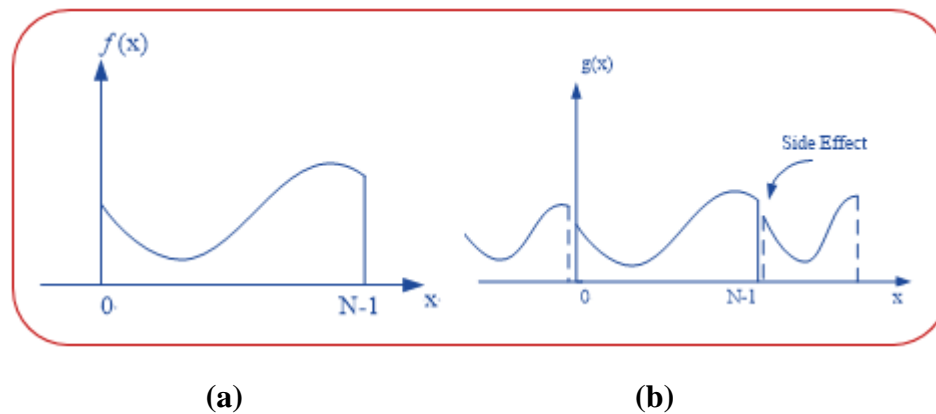 f(x)
0
N-1
x
g(x)
Side Effect
0
N-1
x
(a)
(b)